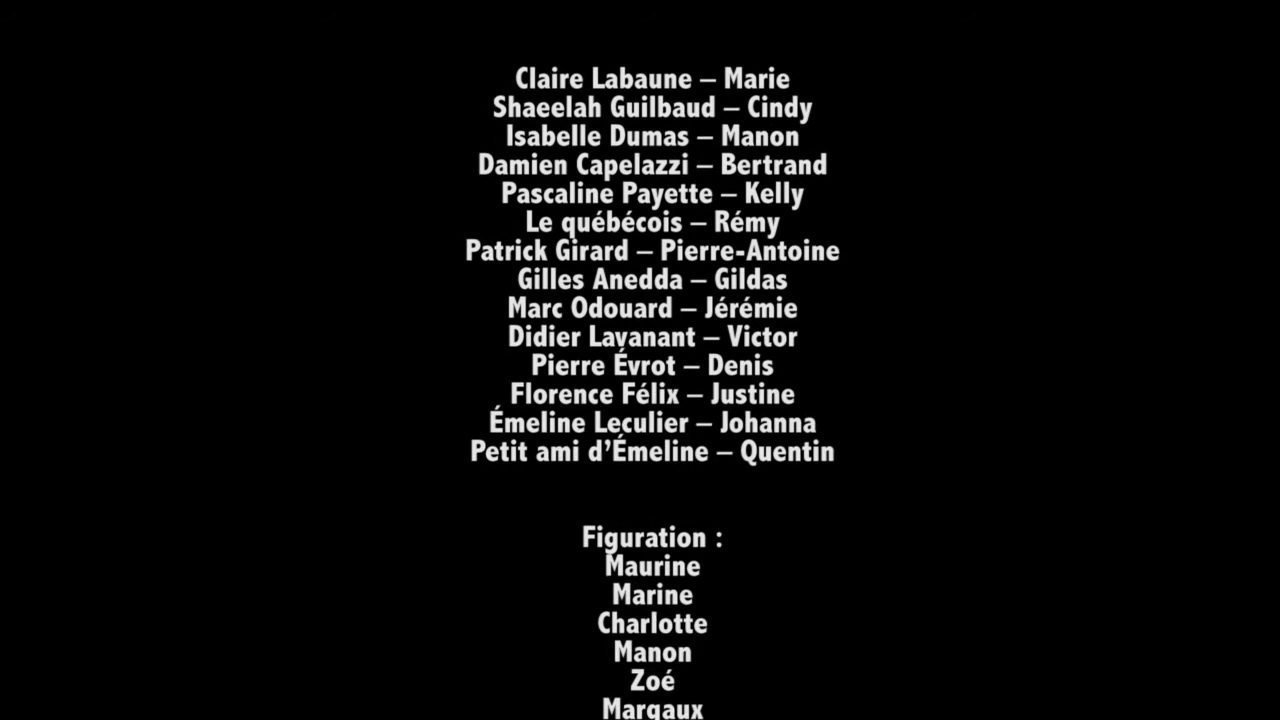 Claire Labaune – Marie
Shaeelah Guilbaud – Cindy
Isabelle Dumas – Manon
Damien Capelazzi – Bertrand
Pascaline Payette – Kelly
Le québécois – Rémy
Patrick Girard – Pierre-Antoine
Gilles Anedda – Gildas
Marc Odouard – Jérémie
Didier Lavanant – Victor
Pierre Évrot – Denis
Florence Félix – Justine
Émeline Leculier – Johanna
Petit ami d’Émeline – Quentin
Figuration :
Maurine
Marine
Charlotte
Manon
Zoé
Margaux